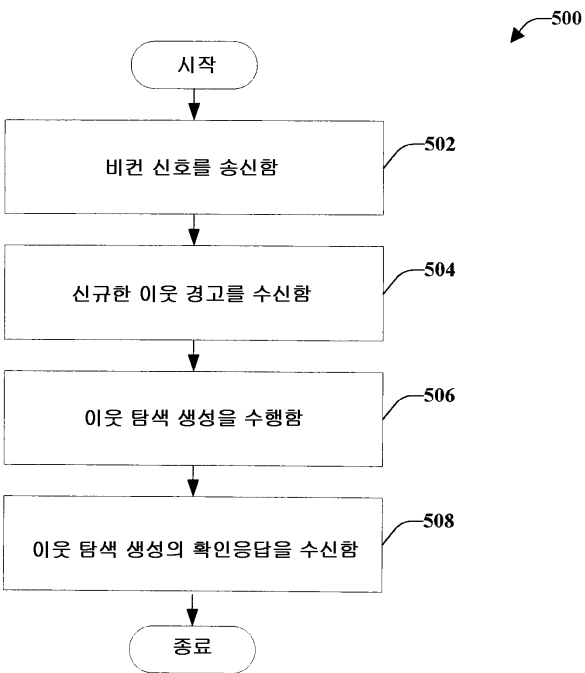 500
시작
비컨 신호를 송신함
502
신규한 이웃 경고를 수신함
504
이웃 탐색 생성을 수행함
506
이웃 탐색 생성의 확인응답을 수신함
508
종료